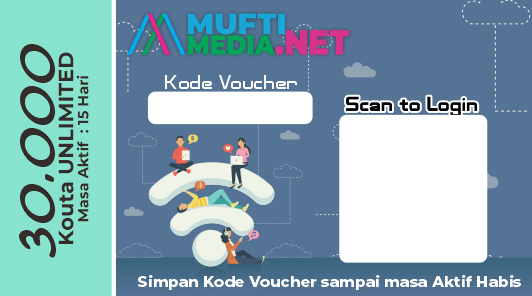 30.000
Kouta UNLIMITED
Masa Aktif : 15 Hari
MUFTI
MEDIA.NET
Kode Voucher
Scan to Login
Simpan Kode Voucher sampai masa Aktif Habis